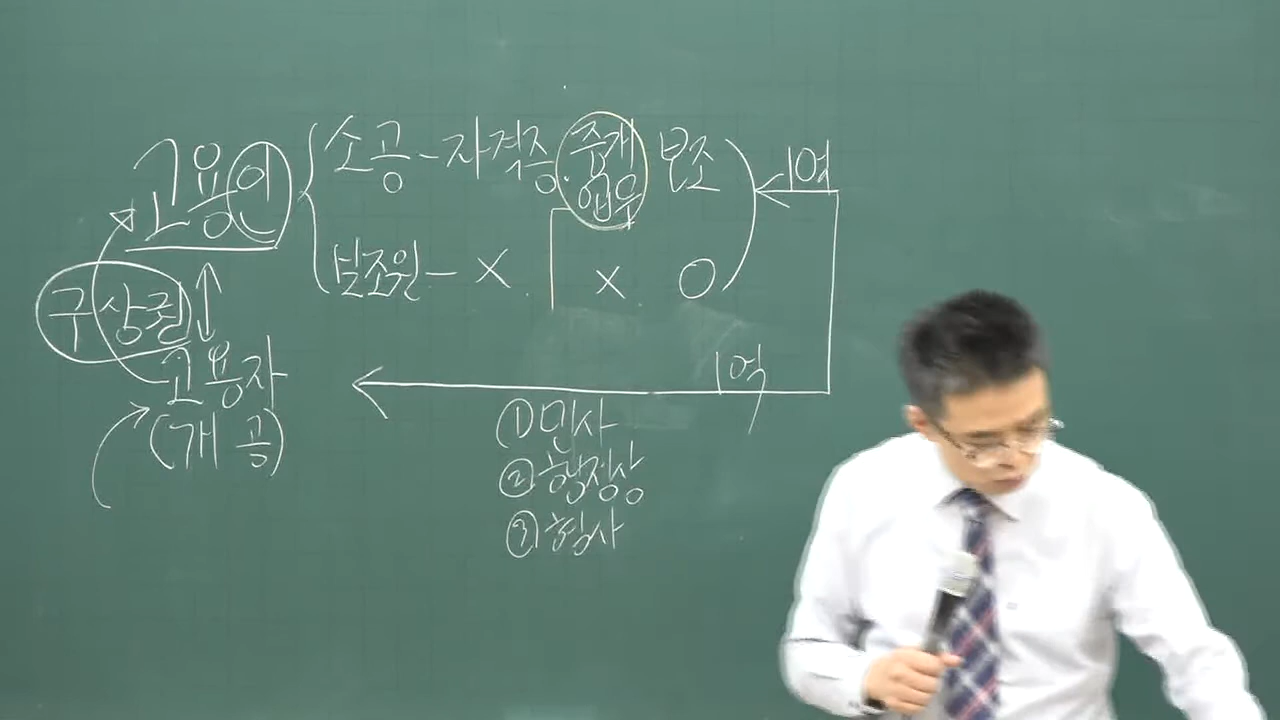 소공-자격증 중개 보조 1억
고용인 업무
보조원- X X O
구상권
고용자 1억
(개공) ①민사
②행정상
③형사